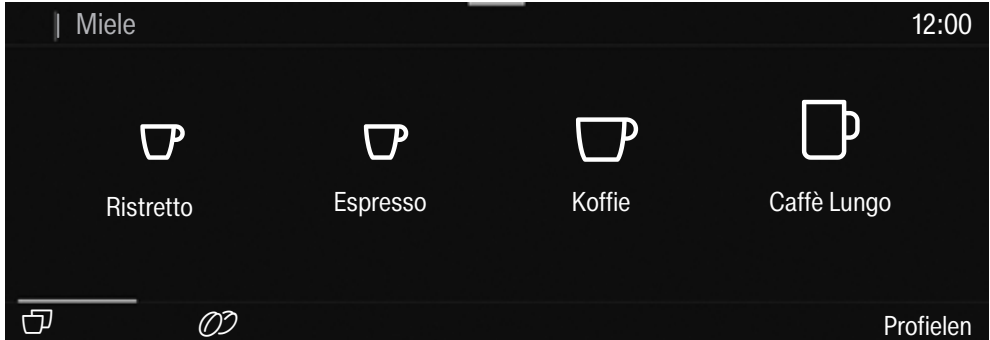 | Miele
12:00
Ristretto
Espresso
Koffie
Caffè Lungo
Profielen